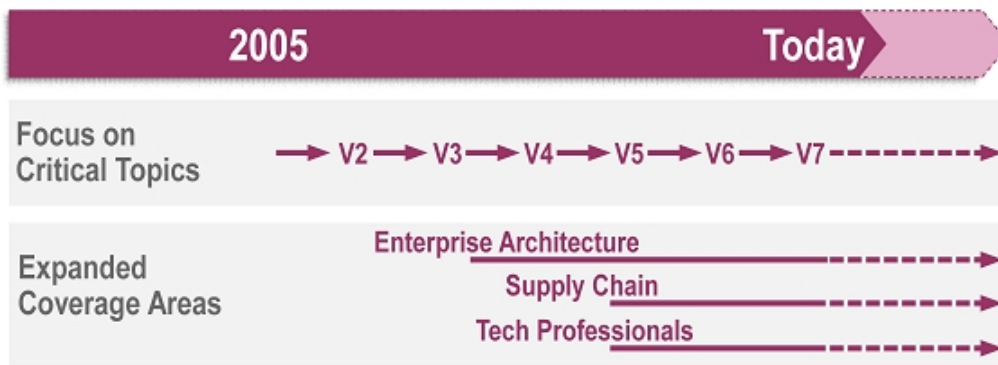 2005 Today
Focus on
Critical Topics
V2 V3 V4 V5 V6 V7
Enterprise Architecture
Expanded
Coverage Areas
Supply Chain
Tech Professionals